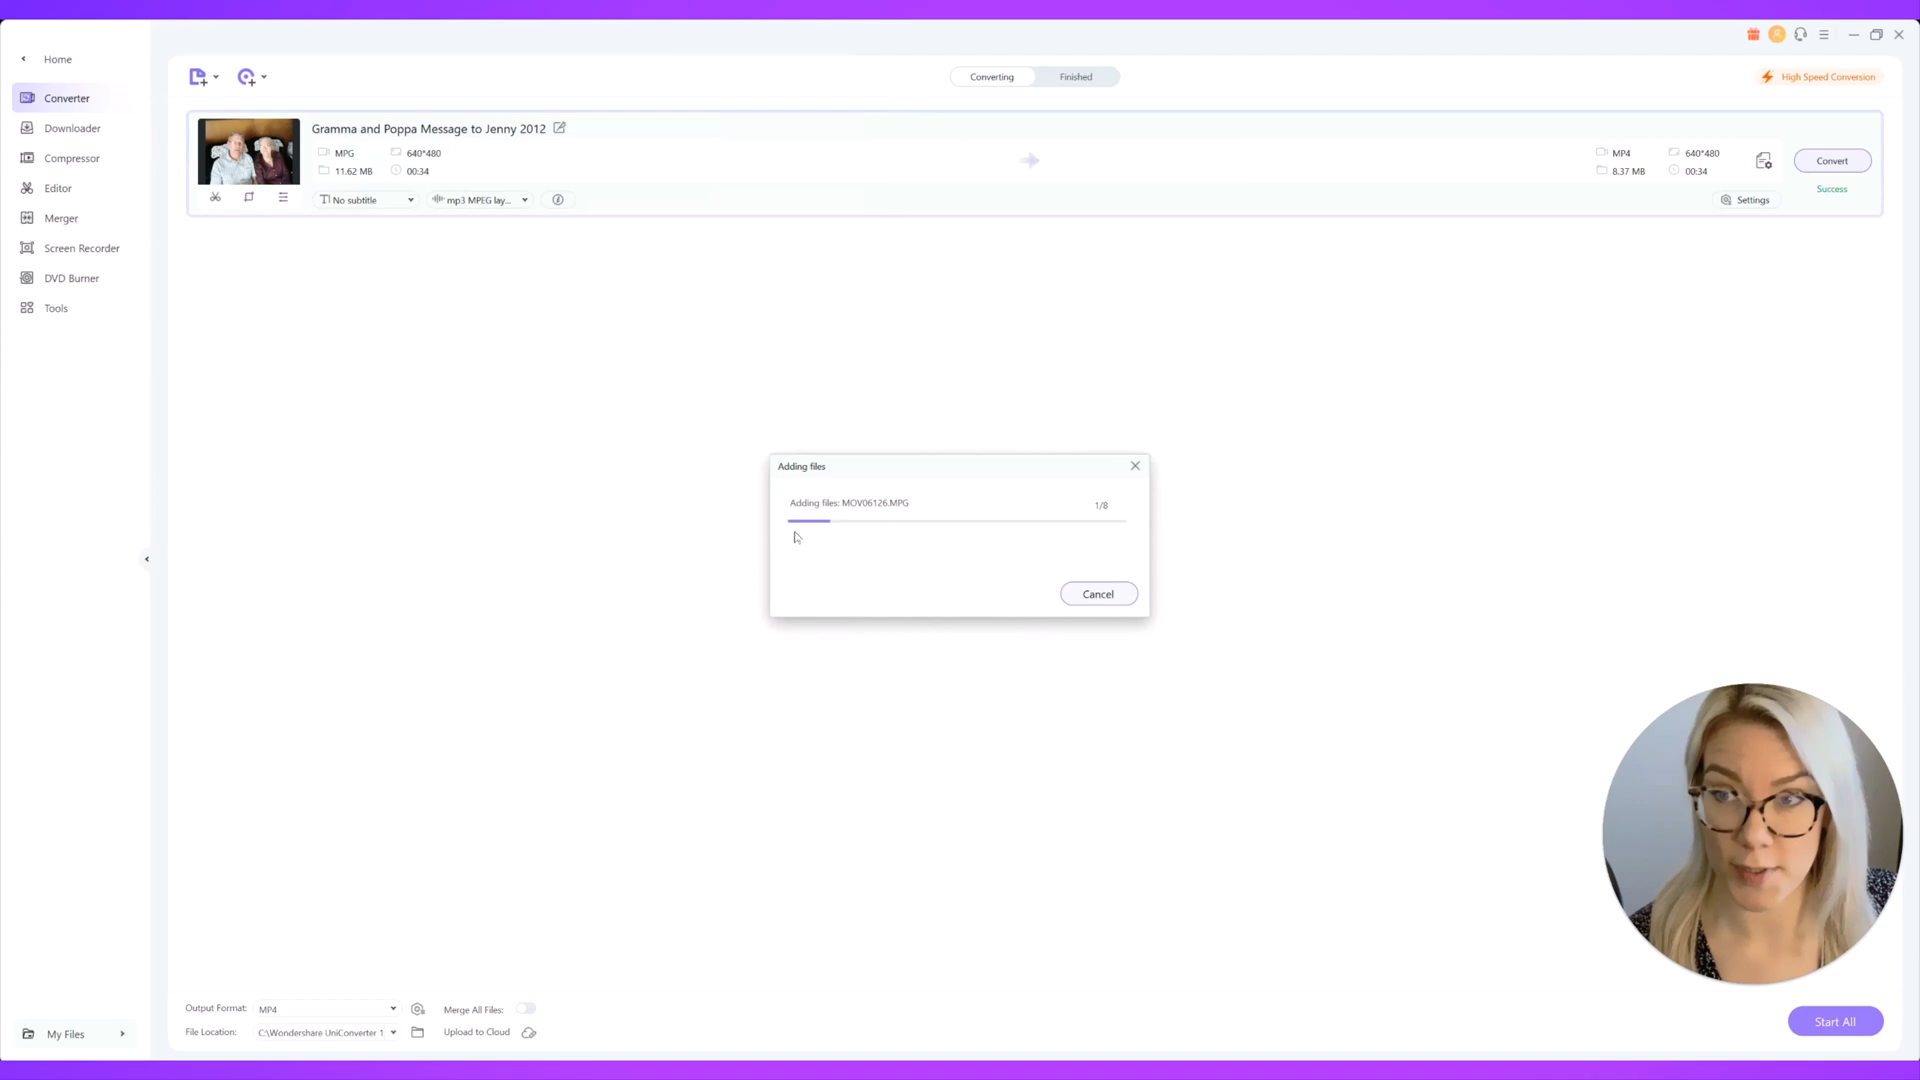 Home
Converter
Downloader
Compressor
Editor
Merger
Screen Recorder
DVD Burner
Tools
My Files
Converting
Finished
High Speed Conversion
Gramma and Poppa Message to Jenny 2012
MPG
640*480
11.62 MB
00:34
No subtitle
mp3 MPEG lay...
MP4
640*480
8.37 MB
00:34
Convert
Success
Settings
Adding files
Adding files: MOV06126.MPG
1/8
Cancel
Output Format:
MP4
Merge All Files:
File Location:
C:\Wondershare UniConverter 1
Upload to Cloud
Start All